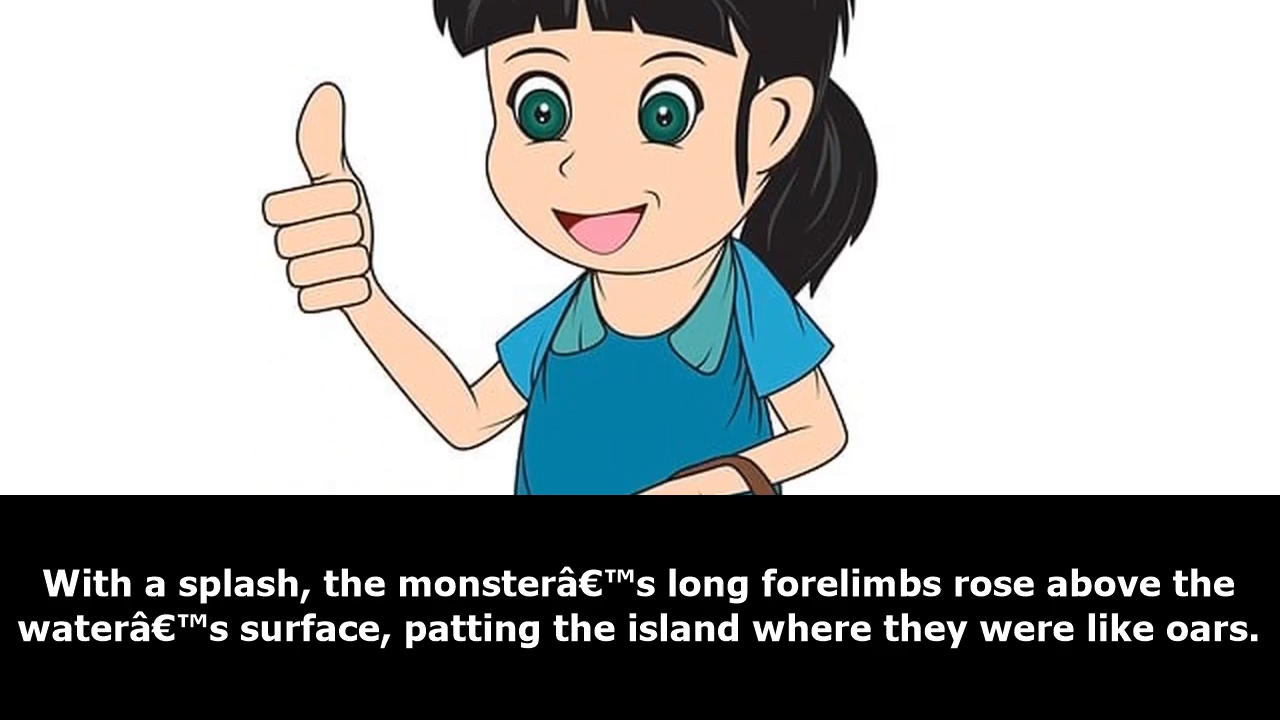 With a splash, the monsterâ€™s long forelimbs rose above the
waterâ€™s surface, patting the island where they were like oars.